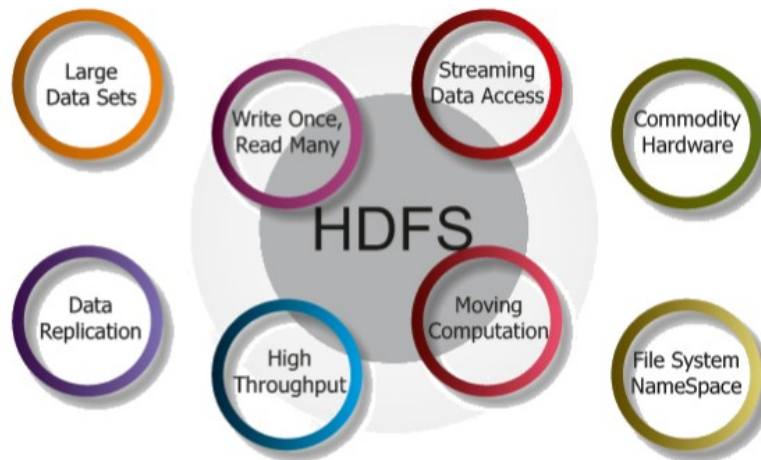 Large
Data Sets
Write Once,
Read Many
Streaming
Data Access
Commodity
Hardware
HDFS
Data
Replication
High
Throughput
Moving
Computation
File System
NameSpace